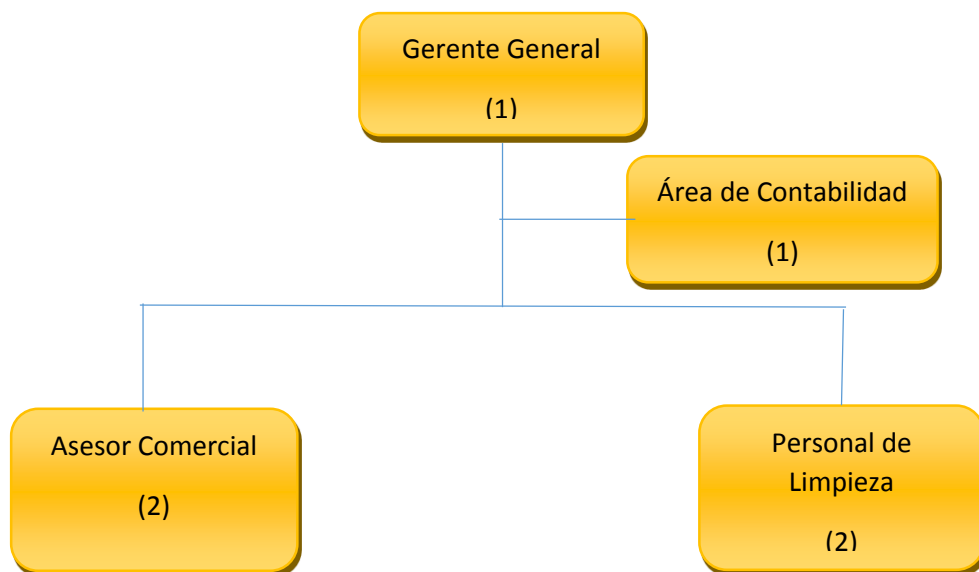 Gerente General
(1)
Área de Contabilidad
(1)
Asesor Comercial
(2)
Personal de
Limpieza
(2)